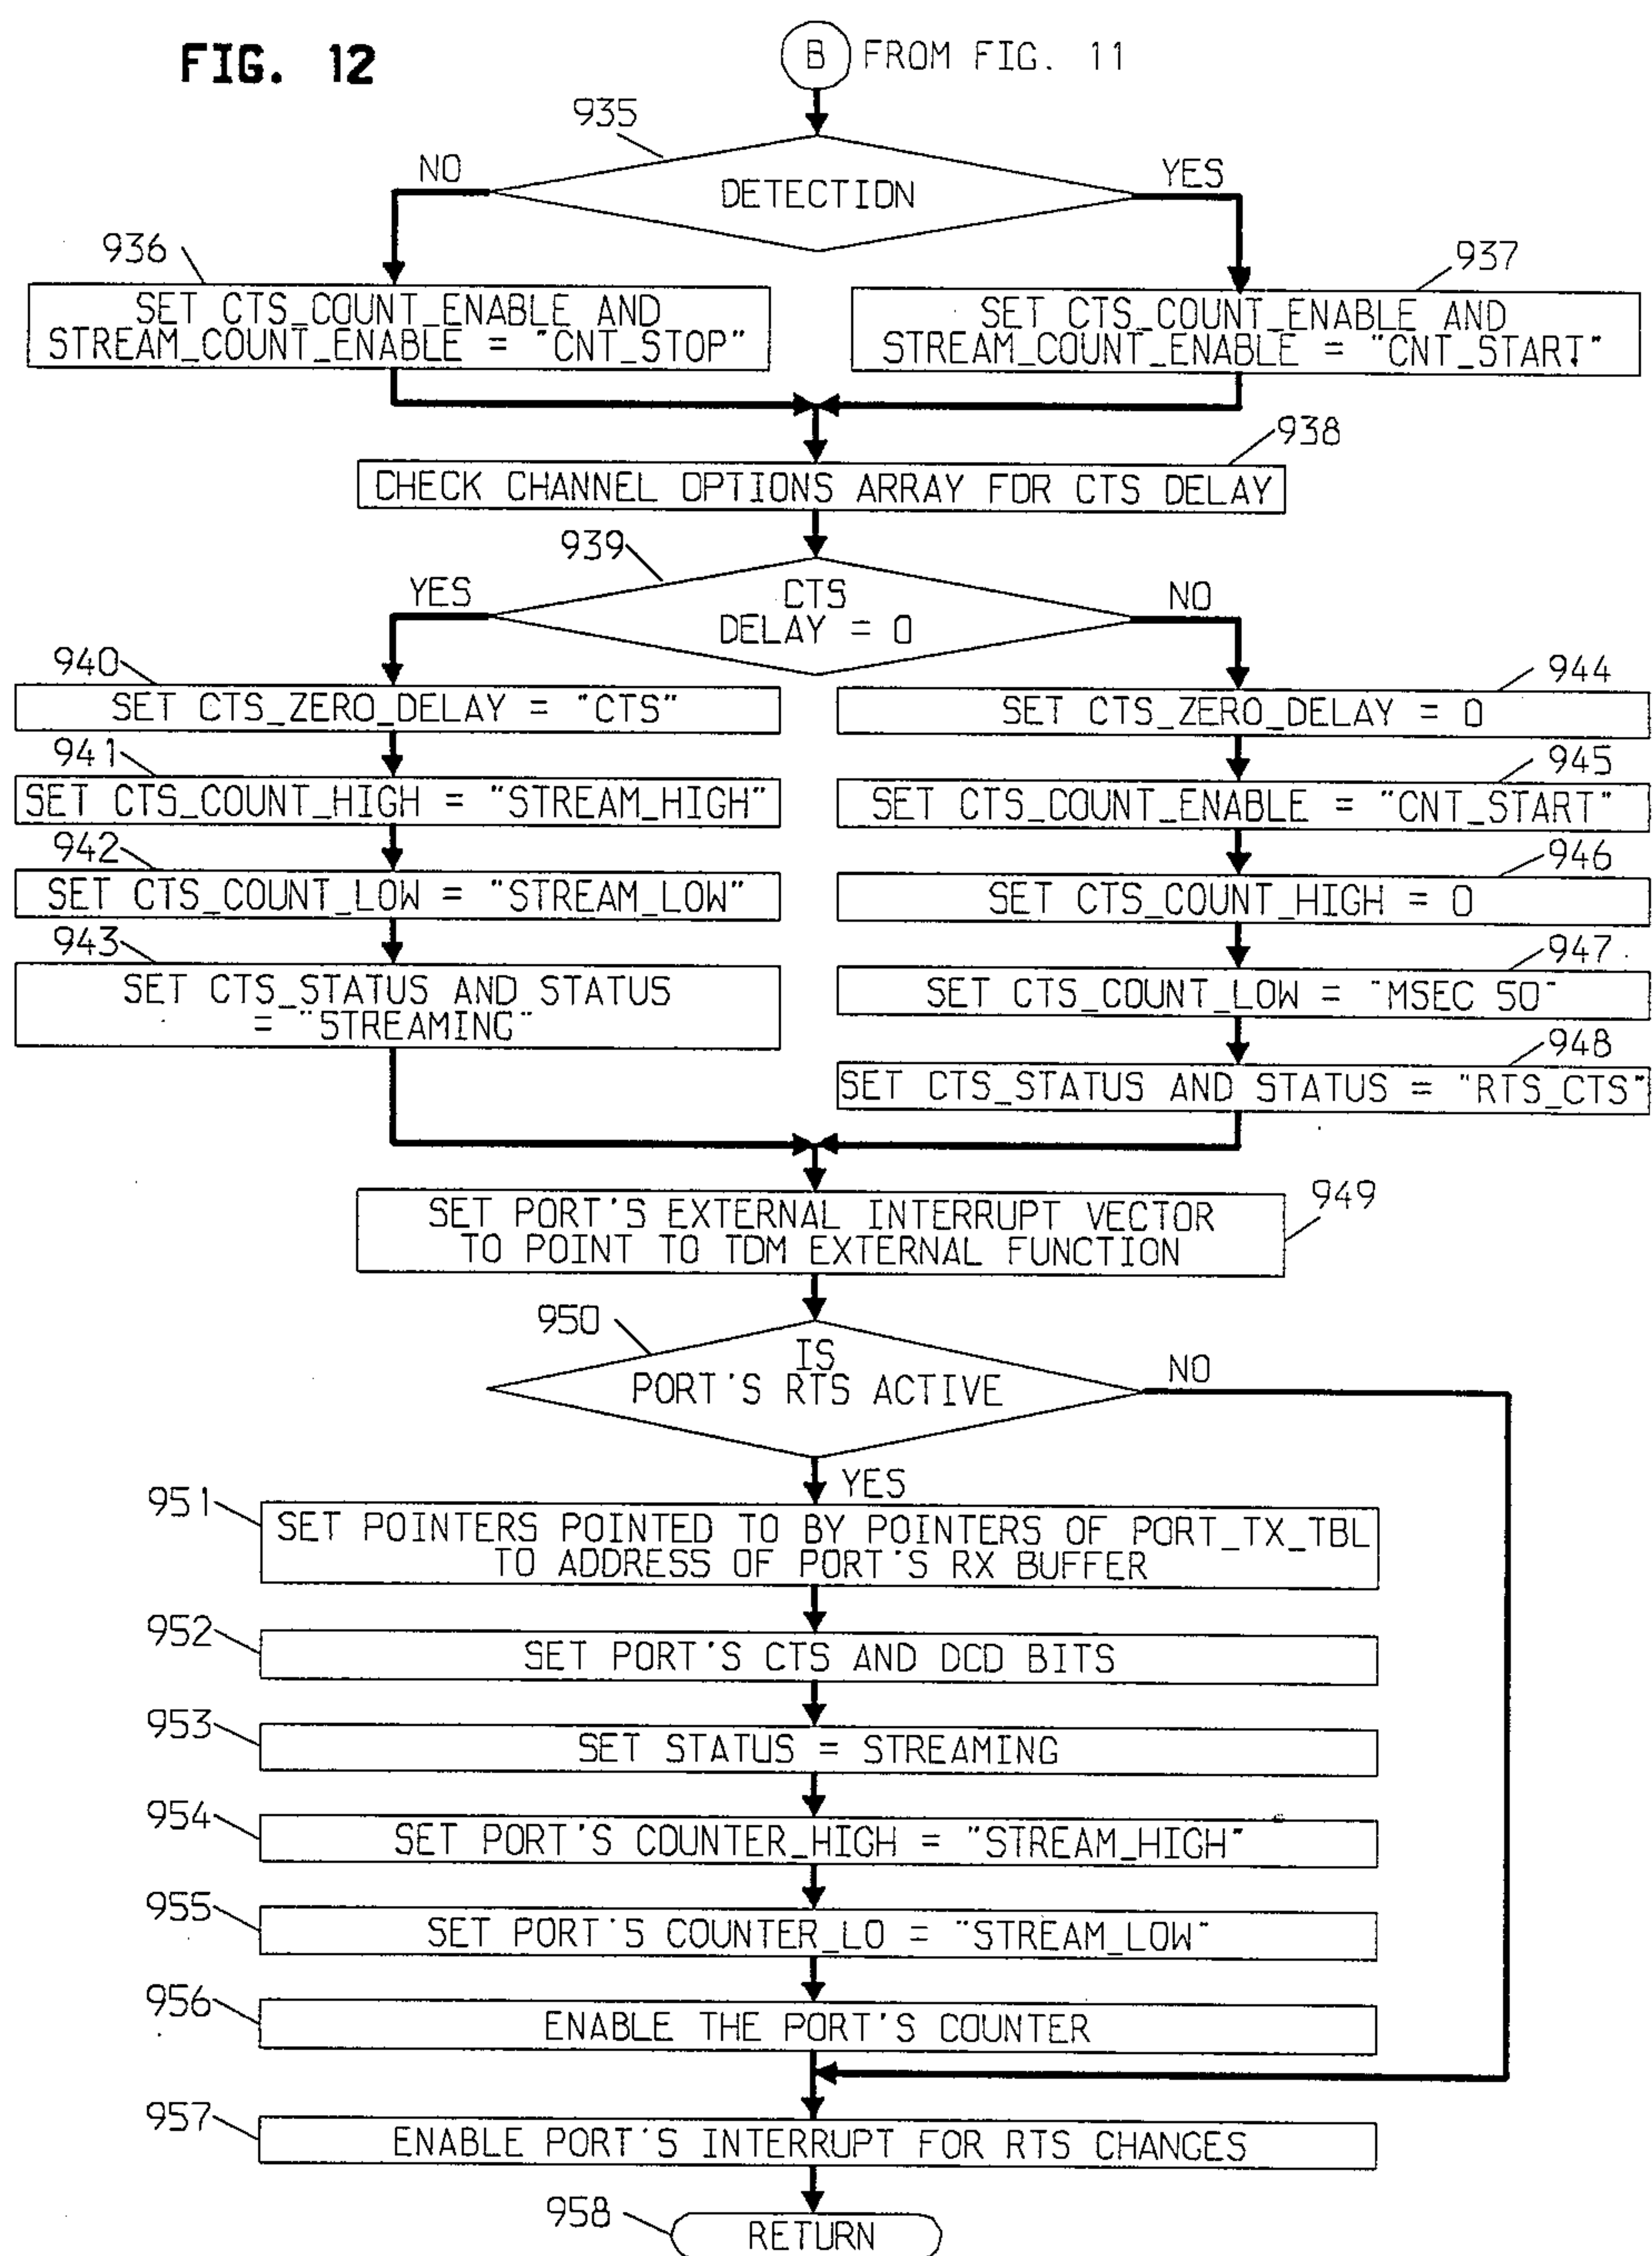 FIG. 12
B FROM FIG. 11
935
NO
DETECTION
YES
936
SET CTS_COUNT_ENABLE AND
STREAM_COUNT_ENABLE = "CNT_STOP"
937
SET CTS_COUNT_ENABLE AND
STREAM_COUNT_ENABLE = "CNT_START"
938
CHECK CHANNEL OPTIONS ARRAY FOR CTS DELAY
939
YES
CTS
DELAY = 0
NO
940
SET CTS_ZERO_DELAY = "CTS"
941
SET CTS_COUNT_HIGH = "STREAM_HIGH"
942
SET CTS_COUNT_LOW = "STREAM_LOW"
943
SET CTS_STATUS AND STATUS
= "STREAMING"
944
SET CTS_ZERO_DELAY = 0
945
SET CTS_COUNT_ENABLE = "CNT_START"
946
SET CTS_COUNT_HIGH = 0
947
SET CTS_COUNT_LOW = "MSEC 50"
948
SET CTS_STATUS AND STATUS = "RTS_CTS"
949
SET PORT'S EXTERNAL INTERRUPT VECTOR
TO POINT TO TDM EXTERNAL FUNCTION
950
IS
PORT'S RTS ACTIVE
NO
YES
951
SET POINTERS POINTED TO BY POINTERS OF PORT_TX_TBL
TO ADDRESS OF PORT'S RX BUFFER
952
SET PORT'S CTS AND DCD BITS
953
SET STATUS = STREAMING
954
SET PORT'S COUNTER_HIGH = "STREAM_HIGH"
955
SET PORT'S COUNTER_LO = "STREAM_LOW"
956
ENABLE THE PORT'S COUNTER
957
ENABLE PORT'S INTERRUPT FOR RTS CHANGES
958
RETURN